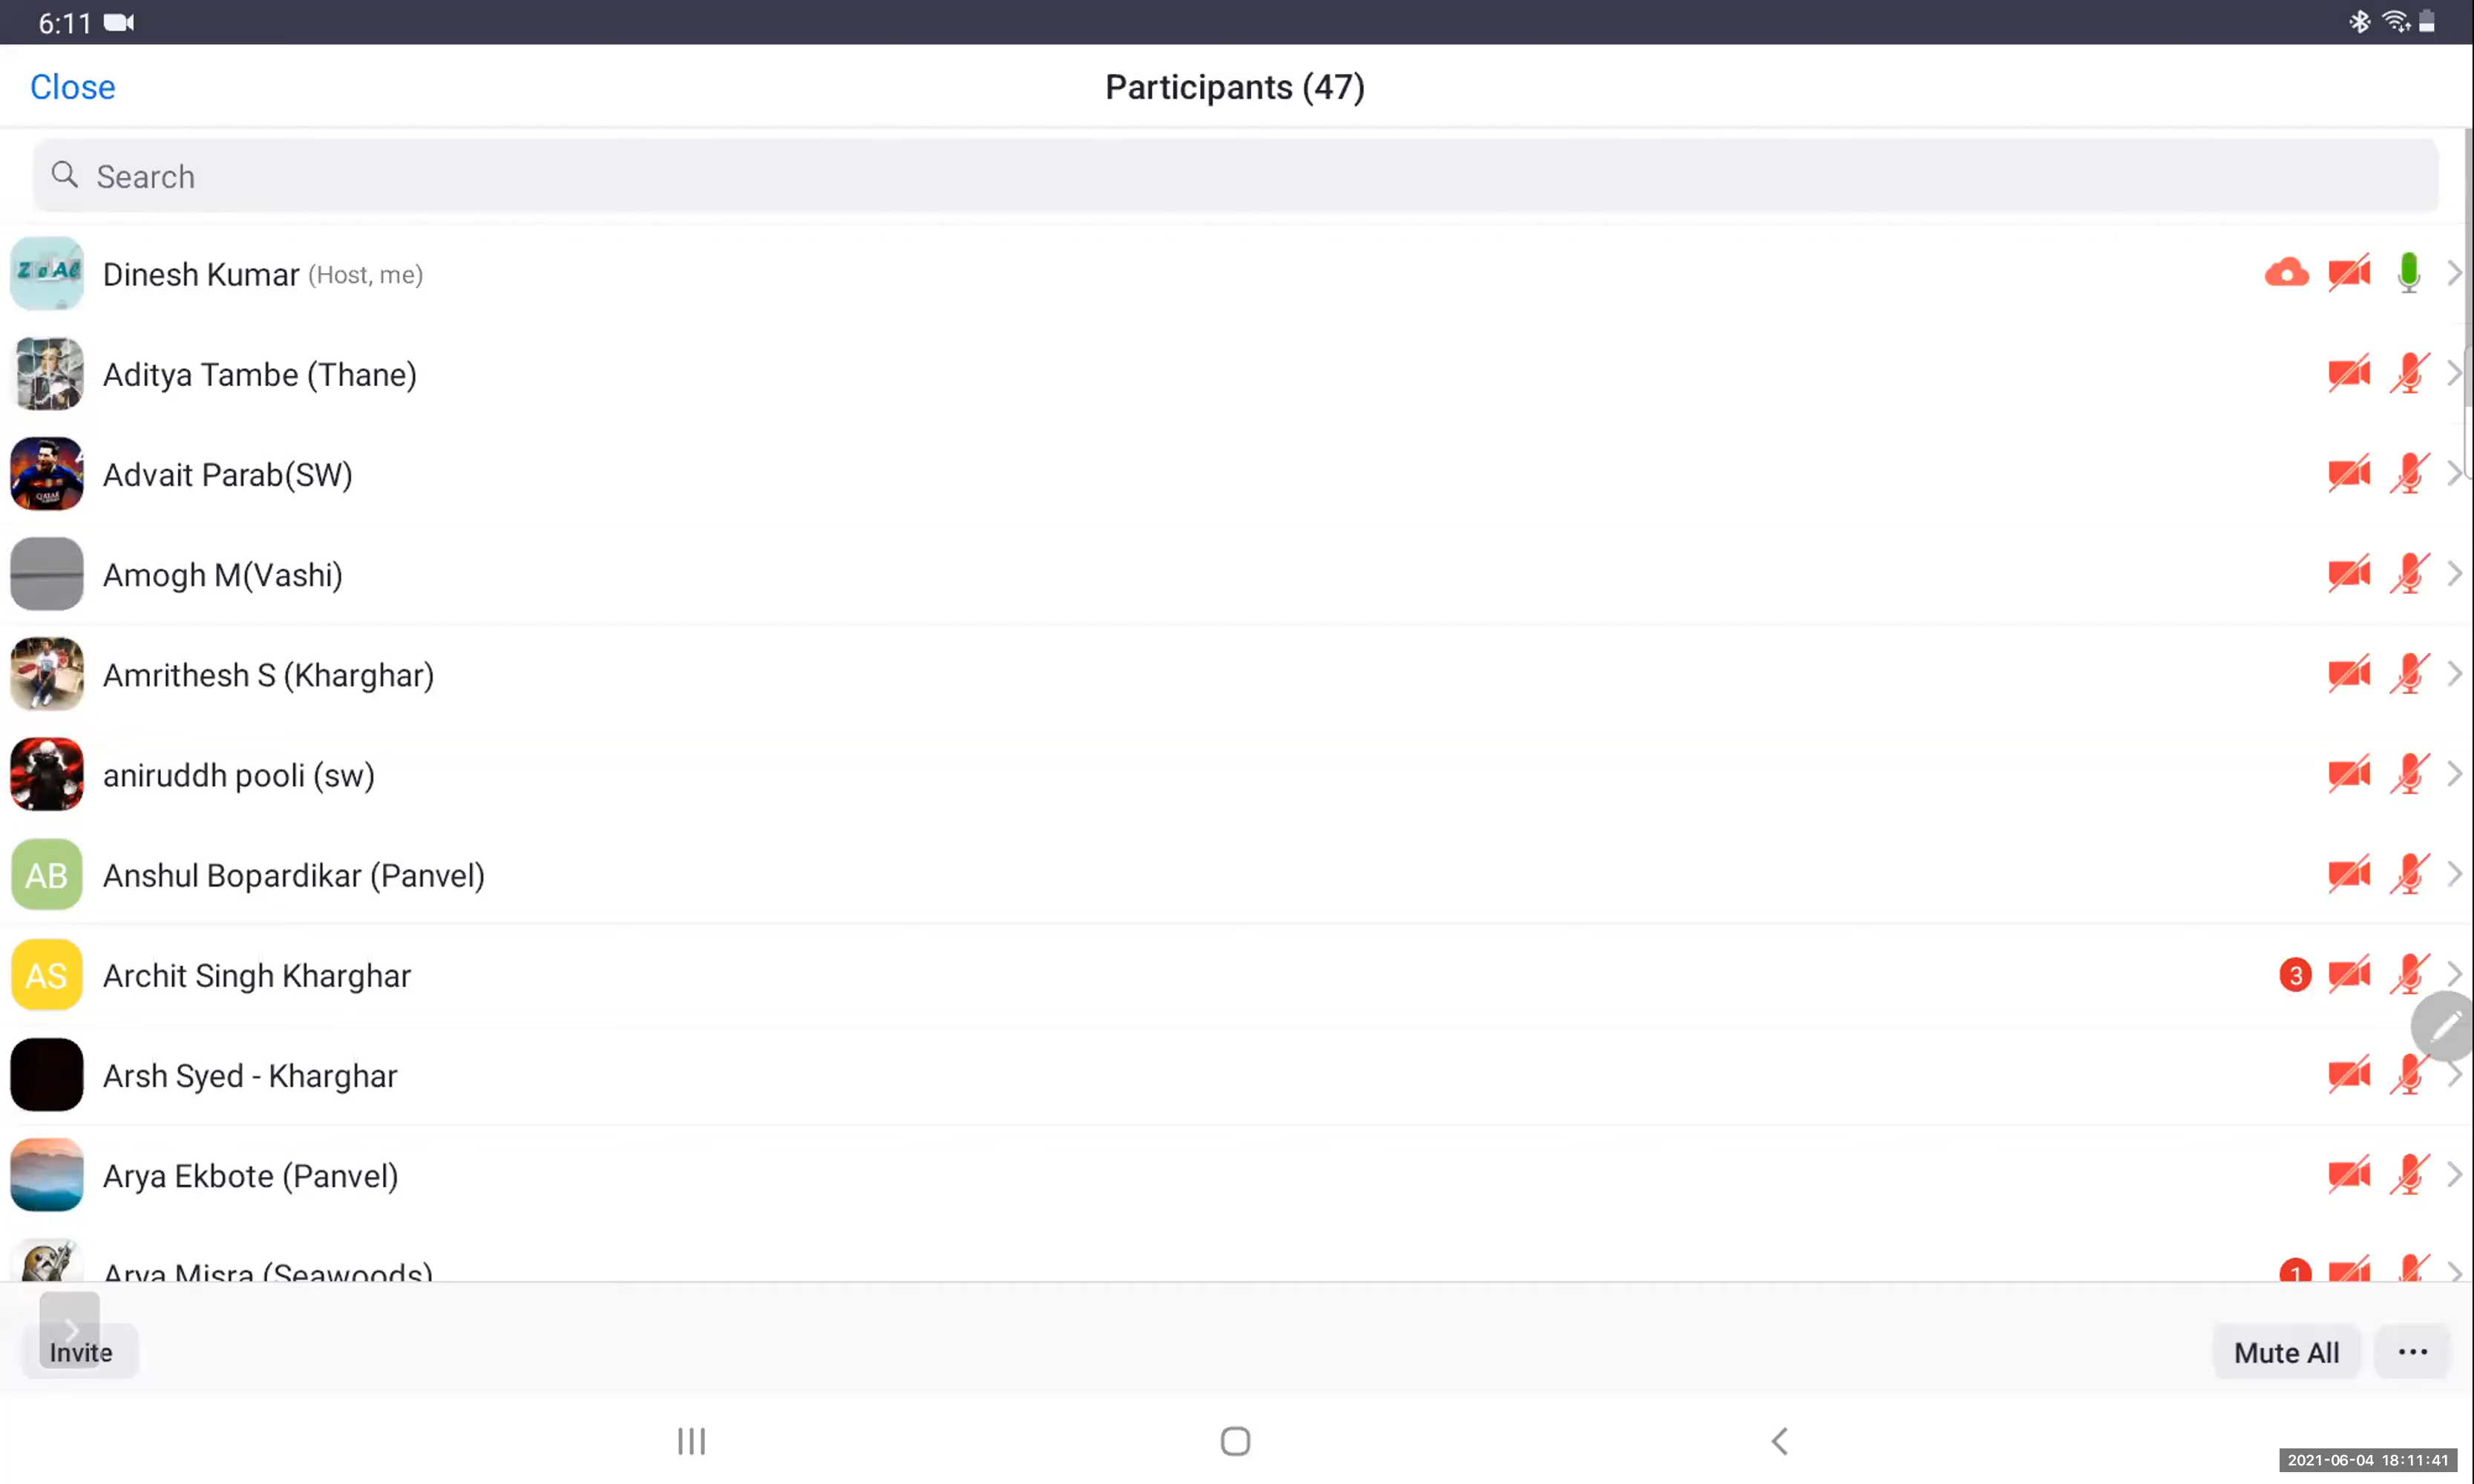 6:11
Close
Participants (47)
Search
Dinesh Kumar (Host, me)
Aditya Tambe (Thane)
Advait Parab(SW)
Amogh M(Vashi)
Amrithesh S (Kharghar)
aniruddh pooli (sw)
AB Anshul Bopardikar (Panvel)
AS Archit Singh Kharghar 3
Arsh Syed - Kharghar
Arya Ekbote (Panvel)
Arya Misra (Seawoods) 1
Invite
Mute All
2021-06-04 18:11:41